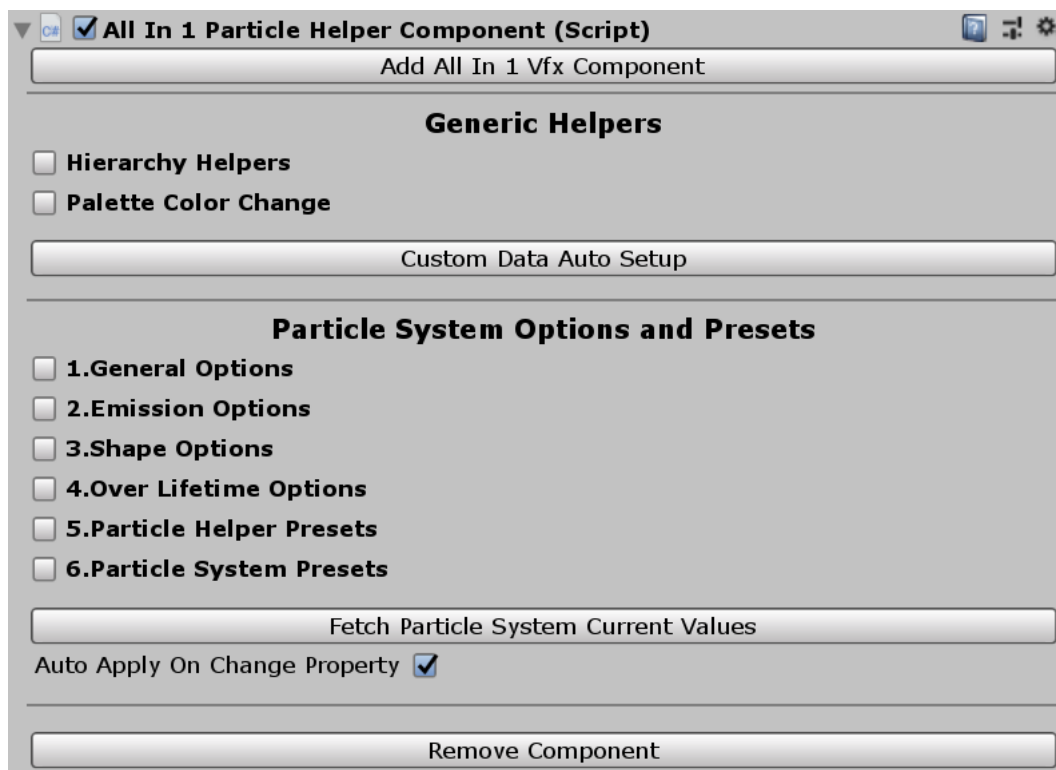 All In 1 Particle Helper Component (Script)
Add All In 1 Vfx Component
Generic Helpers
Hierarchy Helpers
Palette Color Change
Custom Data Auto Setup
Particle System Options and Presets
1.General Options
2.Emission Options
3.Shape Options
4.Over Lifetime Options
5.Particle Helper Presets
6.Particle System Presets
Fetch Particle System Current Values
Auto Apply On Change Property
Remove Component